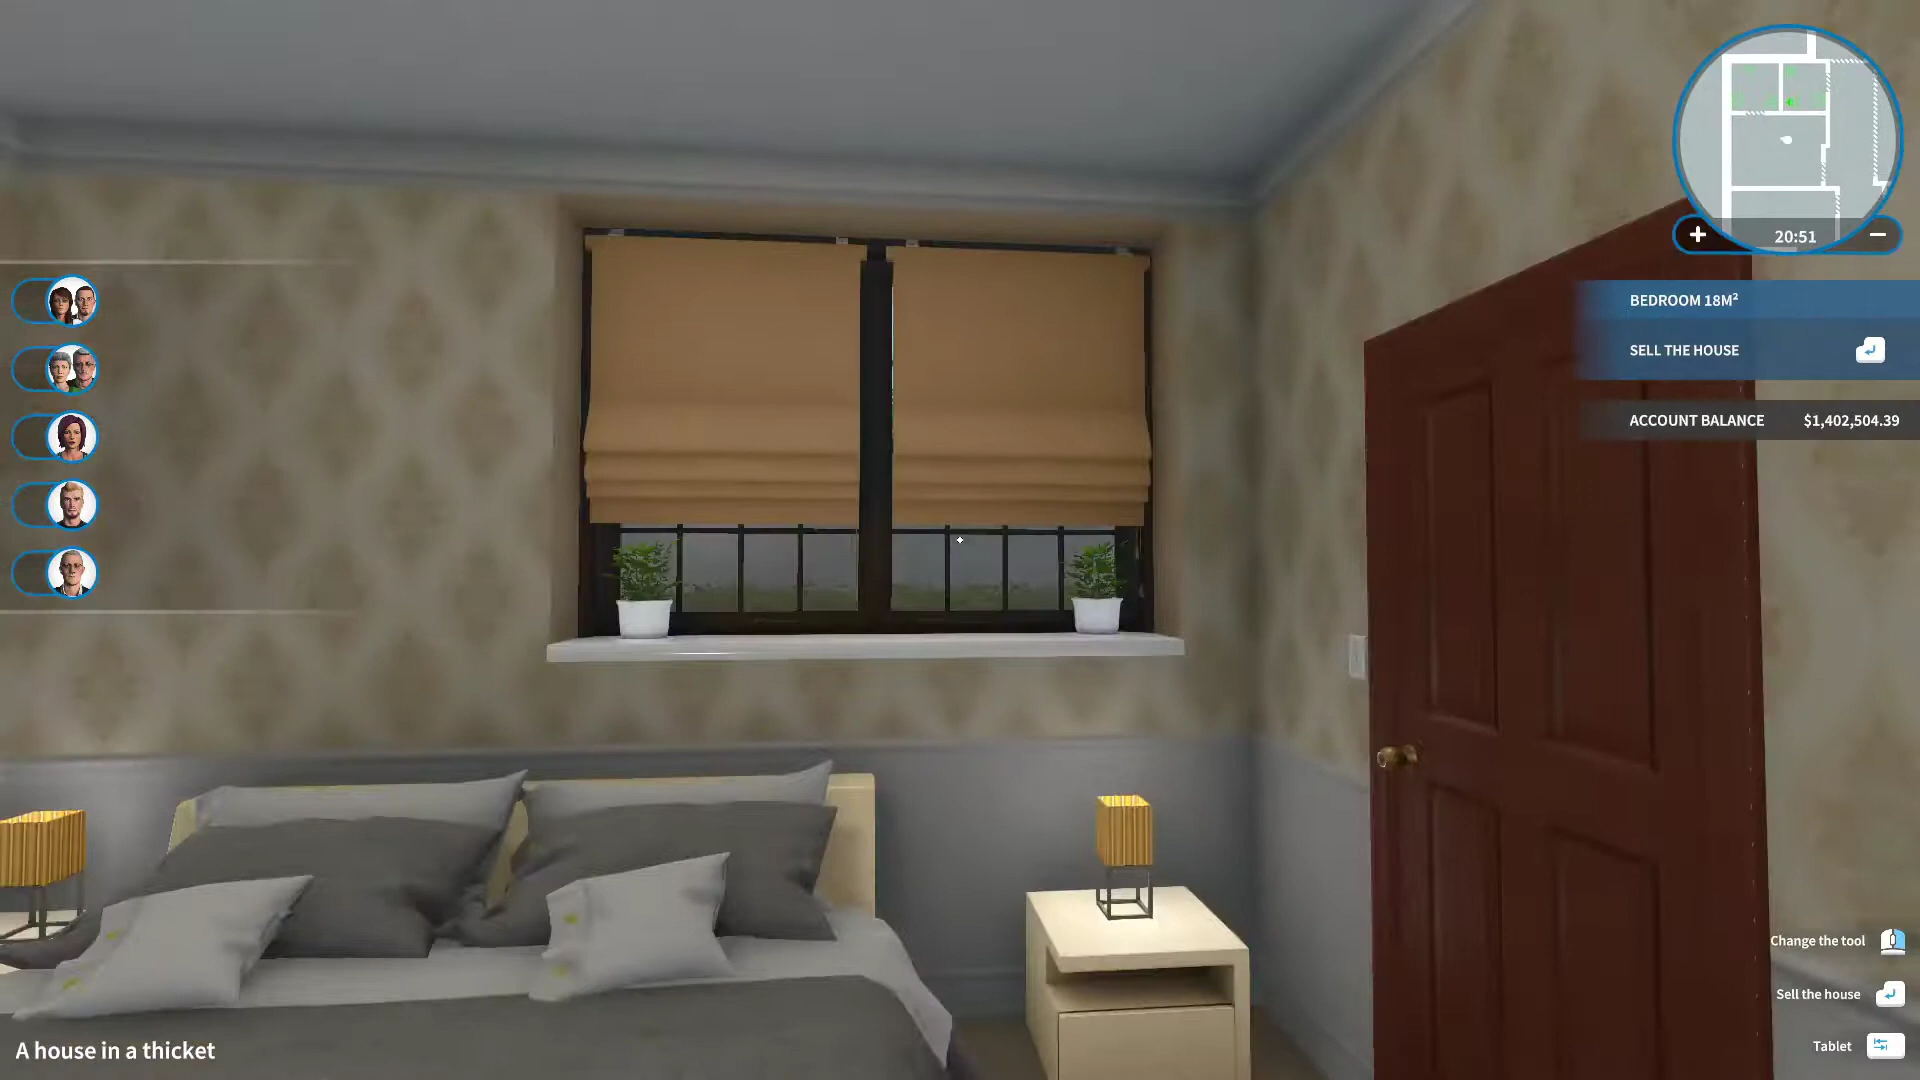 20:51
BEDROOM 18M²
SELL THE HOUSE
ACCOUNT BALANCE $1,402,504.39
Change the tool
Sell the house
A house in a thicket
Tablet